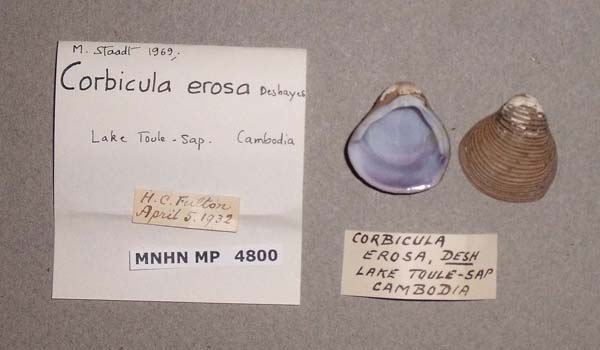 M. Staadt 1969.
Corbicula erosa Deshayes
Lake Toule-Sap. Cambodia
H.C. Fulton
April 5. 1932
MNHN MP 4800
CORBICULA
EROSA, DESH
LAKE TOULE-SAP
CAMBODIA